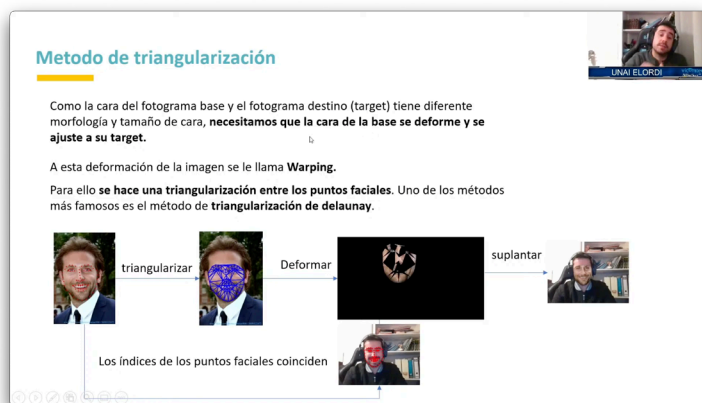 Metodo de triangularización
UNAI ELORDI
Como la cara del fotograma base y el fotograma destino (target) tiene diferente
morfología y tamaño de cara, necesitamos que la cara de la base se deforme y se
ajuste a su target.
A esta deformación de la imagen se le llama Warping.
Para ello se hace una triangularización entre los puntos faciales. Uno de los métodos
más famosos es el método de triangularización de delaunay.
triangularizar
Deformar
suplantar
Los índices de los puntos faciales coinciden